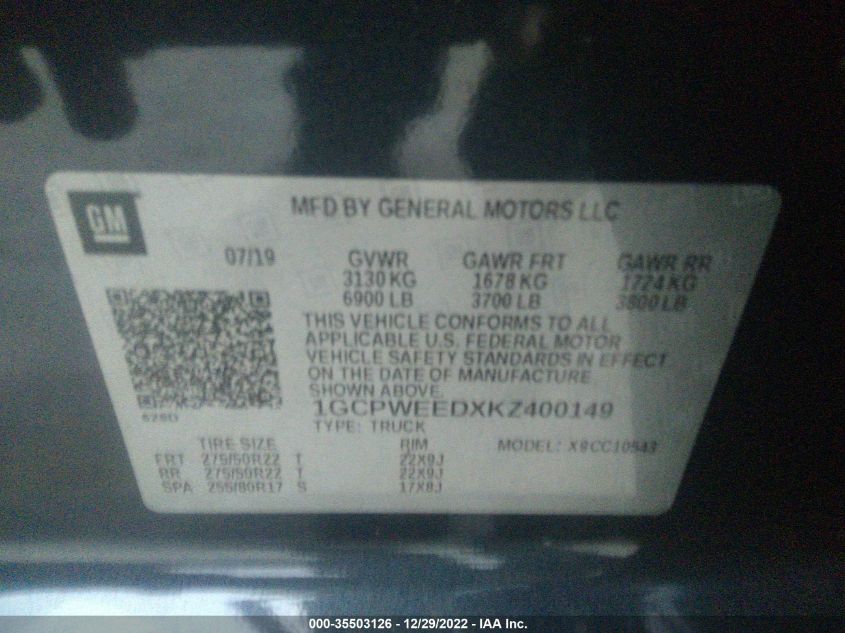 GM
MFD BY GENERAL MOTORS LLC
07/19 GVWR GAWR FRT GAWR RR
3130 KG 1678 KG 1724 KG
6900 LB 3700 LB 3800 LB
THIS VEHICLE CONFORMS TO ALL
APPLICABLE U.S. FEDERAL MOTOR
VEHICLE SAFETY STANDARDS IN EFFECT
ON THE DATE OF MANUFACTURE
SHOWN ABOVE.
1GCPWEEDXKZ400149
TYPE: TRUCK
TIRE SIZE RIM MODEL:
FRT 275/50R22 T 22X9J
RR 275/50R22 T 22X9J
SPA 255/80R17 S 17X8J
000-35503126 - 12/29/2022 - IAA Inc.